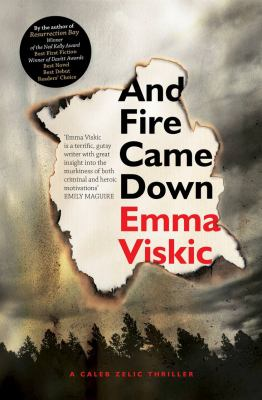 By the author of
Resurrection Bay
Winner
of the Ned Kelly Award
Best First Fiction
Winner of Davitt Awards
Best Novel
Best Debut
Readers' Choice
And
Fire
Came
Down
Emma
Viskic
'Emma Viskic
is a terrific, gutsy
writer with great
insight into the
murkiness of both
criminal and heroic
motivations'
EMILY MAGUIRE
A CALEB ZELIC THRILLER